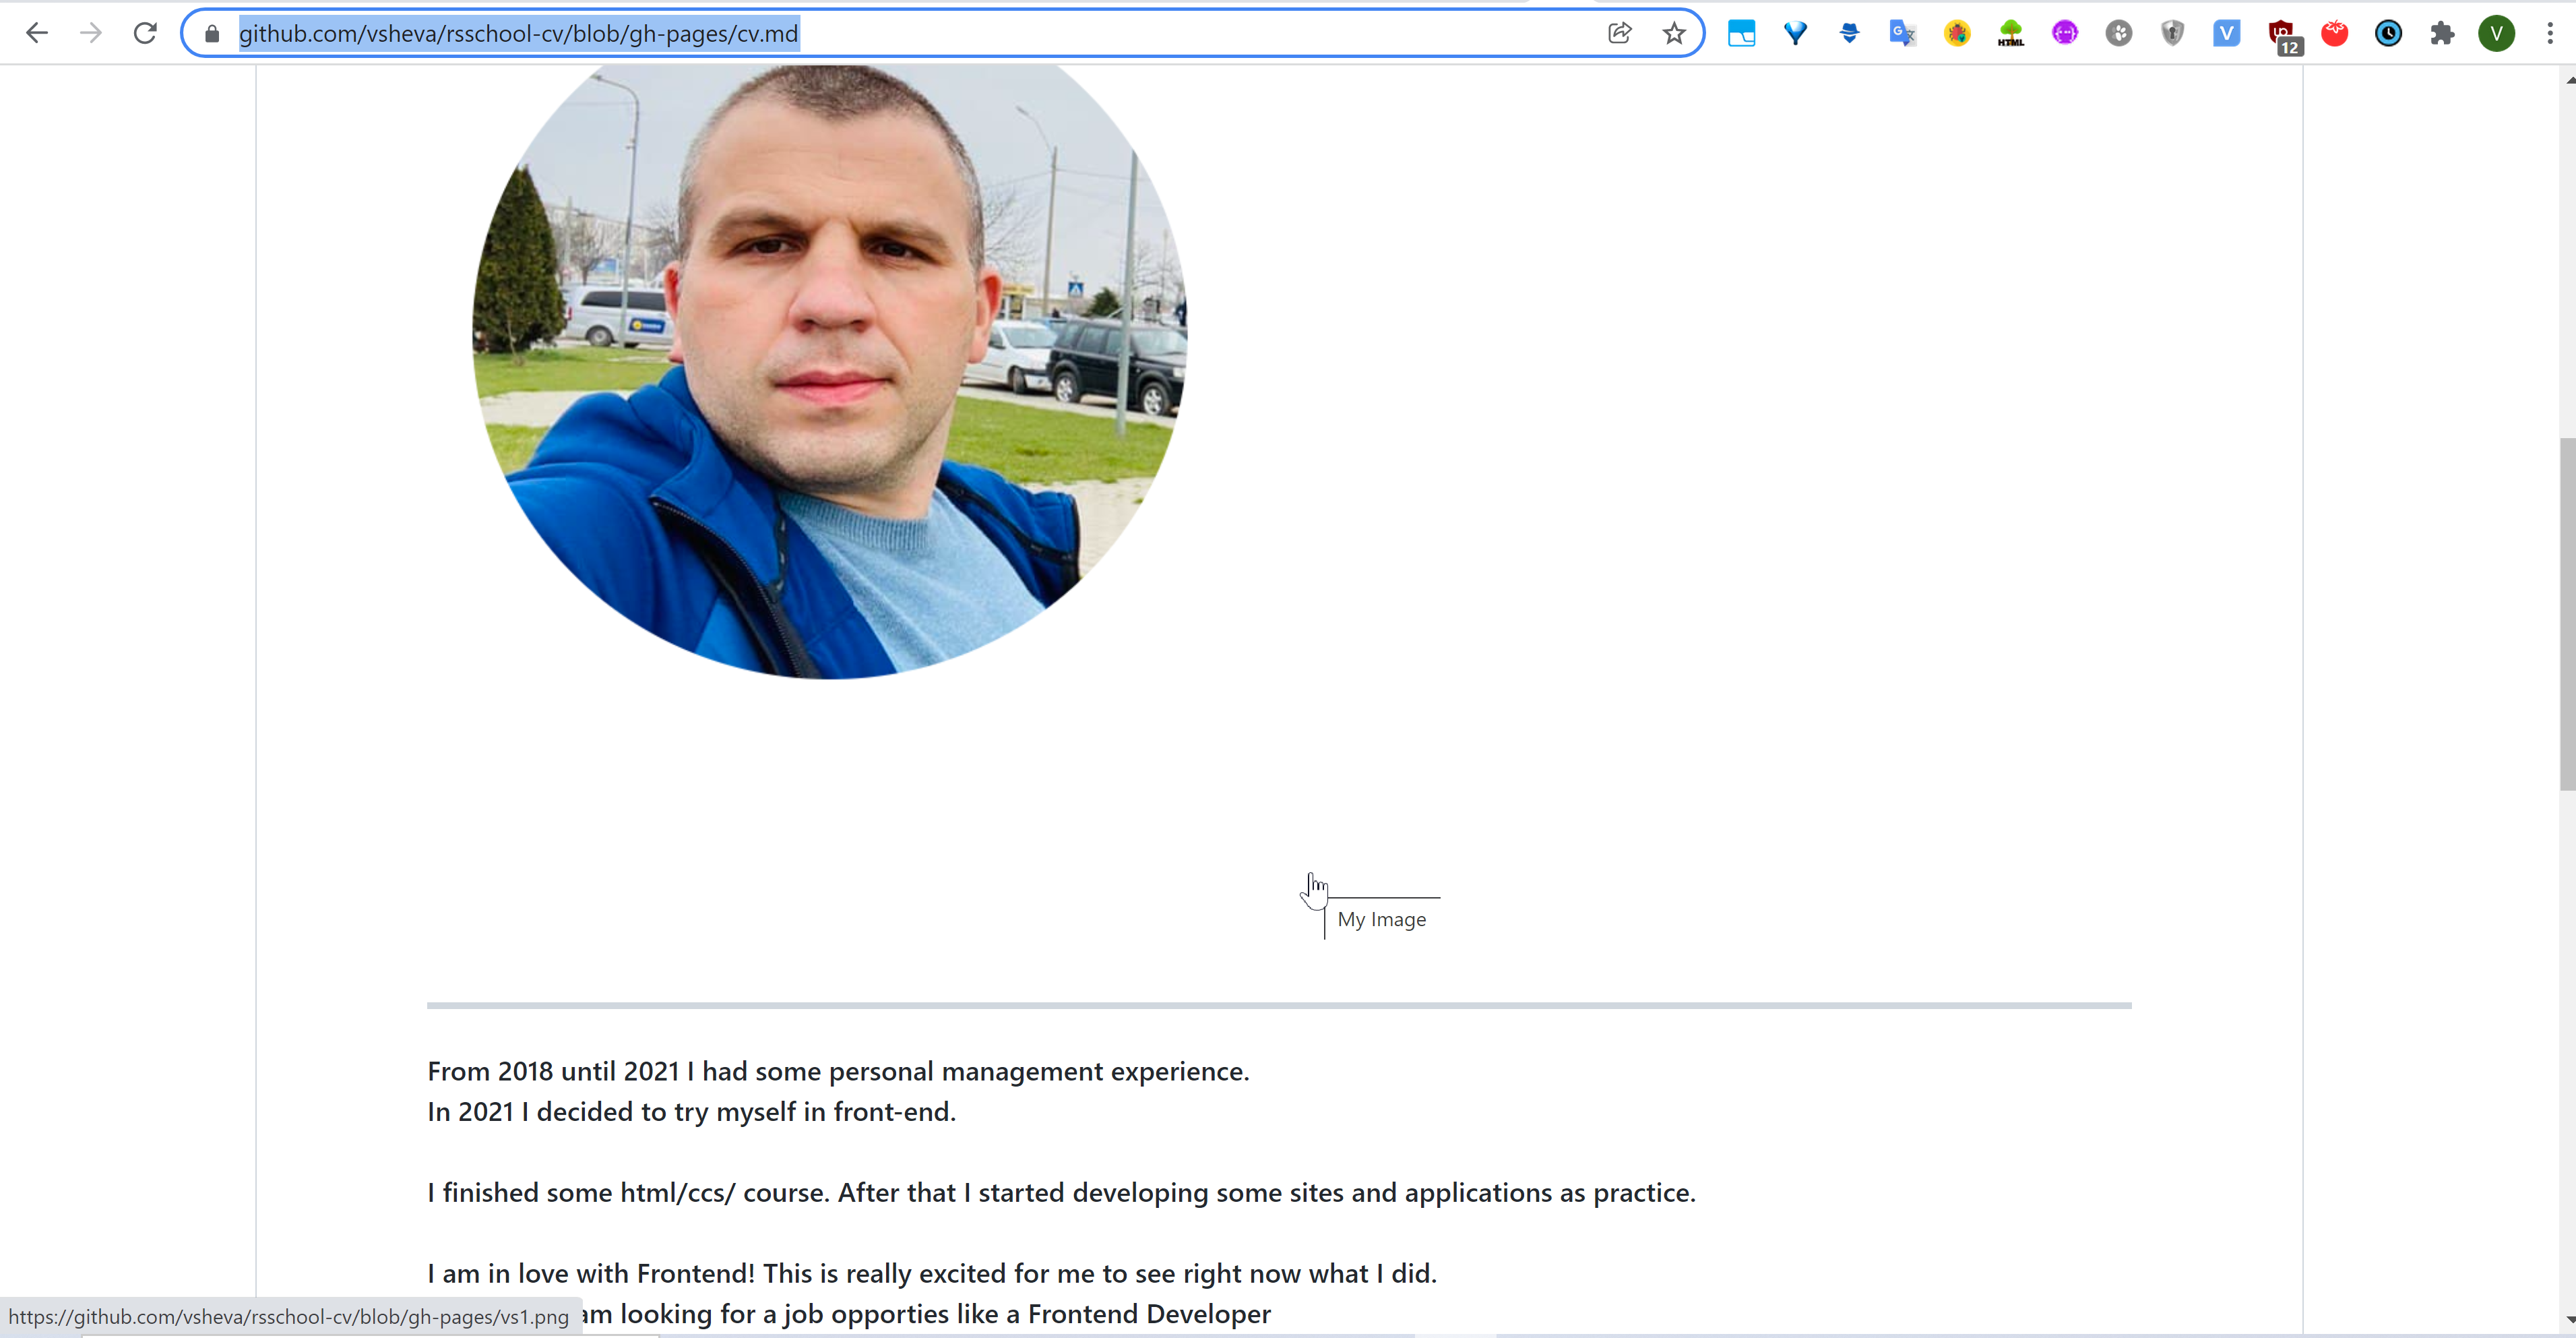 github.com/vsheva/rsschool-cv/blob/gh-pages/cv.md
HTML
V
12
V
My Image
From 2018 until 2021 I had some personal management experience.
In 2021 I decided to try myself in front-end.
I finished some html/ccs/ course. After that I started developing some sites and applications as practice.
I am in love with Frontend! This is really excited for me to see right now what I did.
am looking for a job opporties like a Frontend Developer
https://github.com/vsheva/rsschool-cv/blob/gh-pages/vs1.png